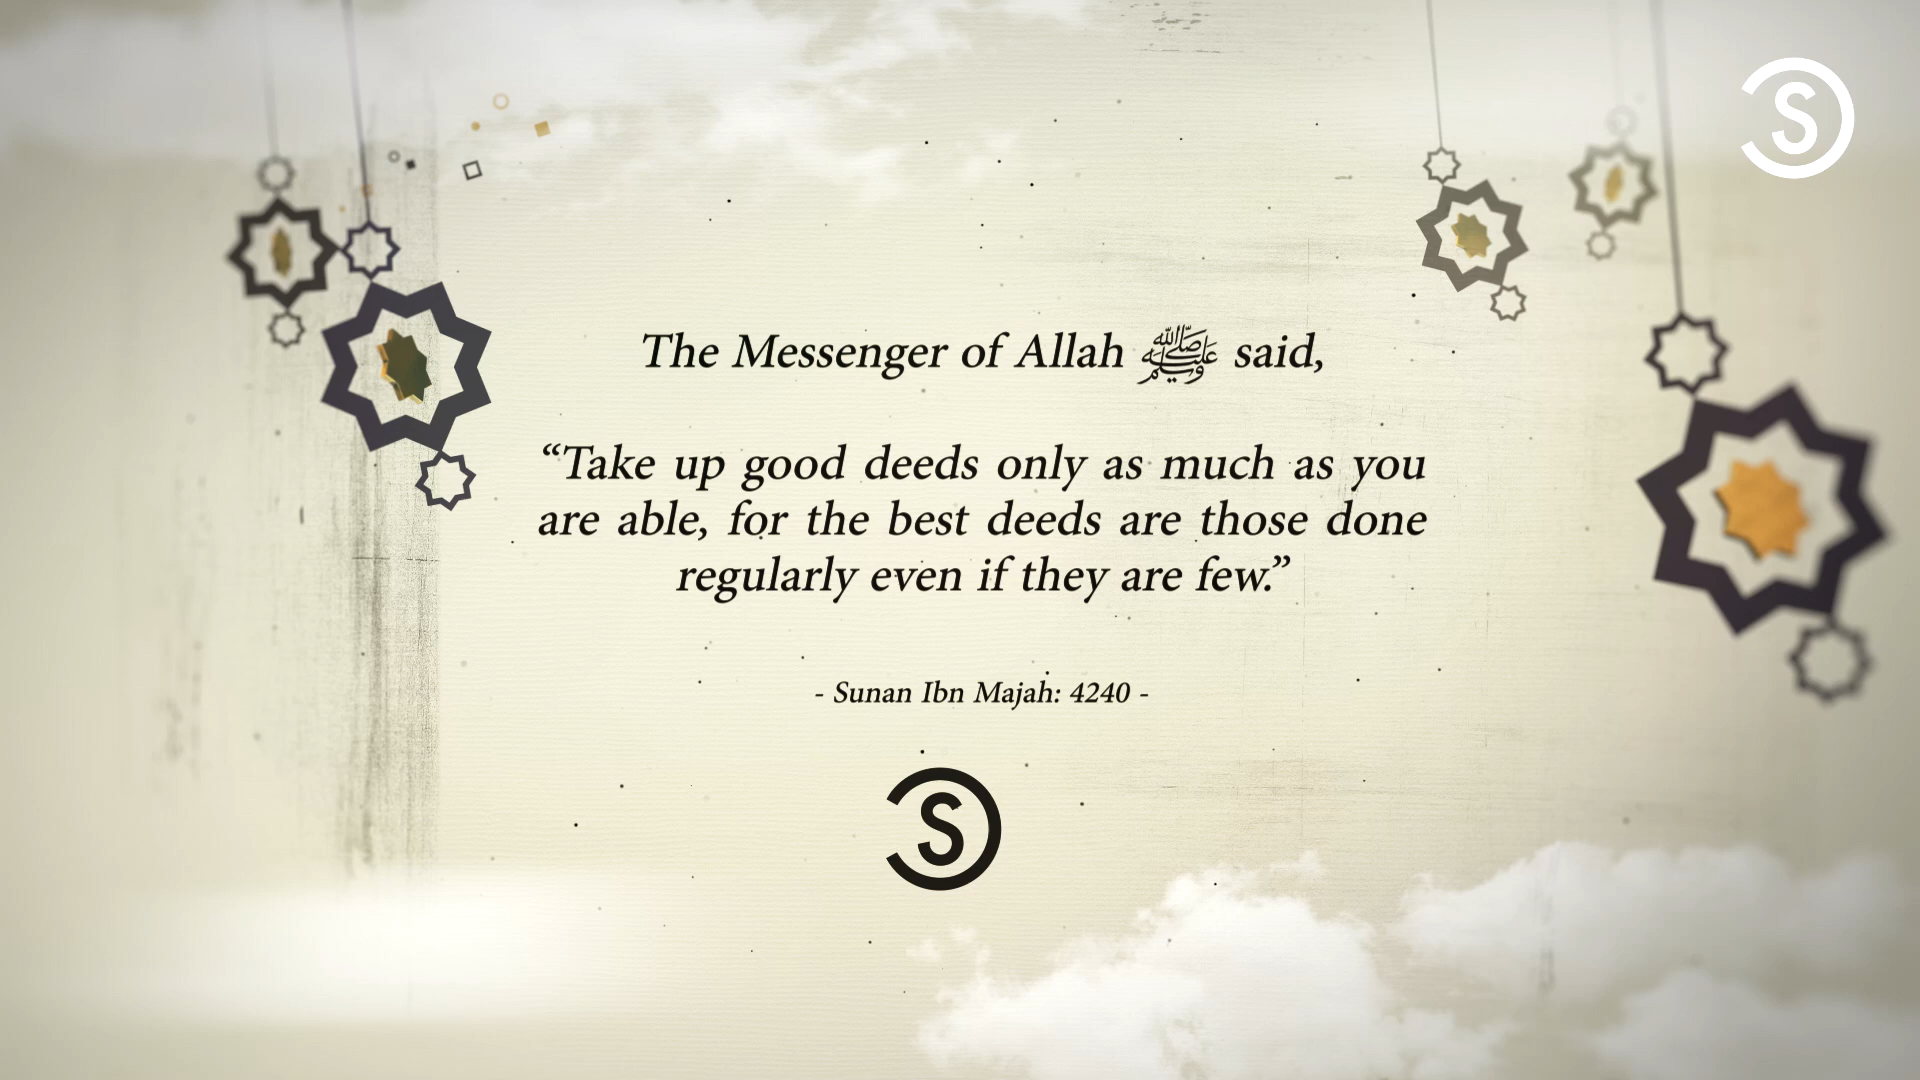 S
The Messenger of Allah ﷺ said,
“Take up good deeds only as much as you
are able, for the best deeds are those done
regularly even if they are few.”
- Sunan Ibn Majah: 4240 -
S